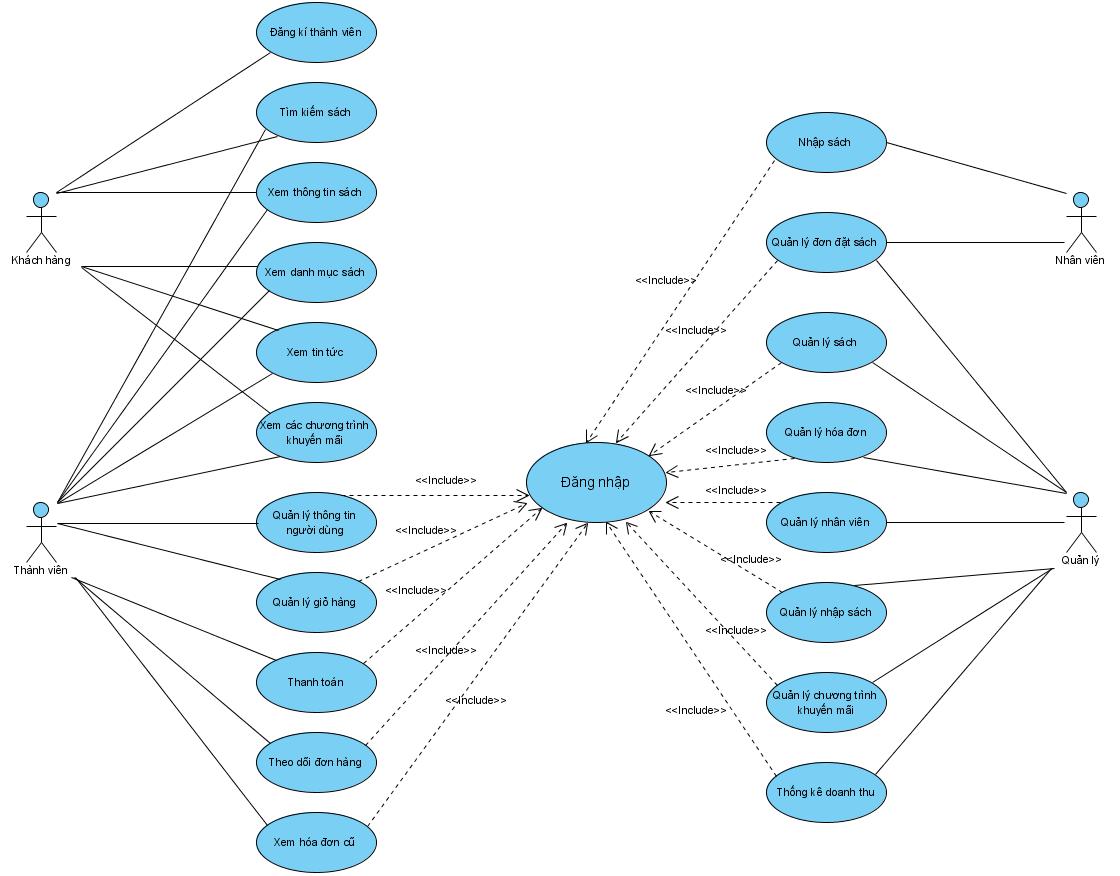 Đăng kí thành viên
Tìm kiếm sách
Xem thông tin sách
Khách hàng
Xem danh mục sách
Xem tin tức
Xem các chương trình
khuyến mãi
Quản lý thông tin
người dùng
Thành viên
Quản lý giỏ hàng
Thanh toán
Theo dõi đơn hàng
Xem hóa đơn cũ
<<Include>>
<<Include>>
<<Include>>
<<Include>>
<<Include>>
Đăng nhập
<<Include>>
<<Include>>
<<Include>>
<<Include>>
<<Include>>
<<Include>>
<<Include>>
<<Include>>
Nhập sách
Quản lý đơn đặt sách
Nhân viên
Quản lý sách
Quản lý hóa đơn
Quản lý nhân viên
Quản lý
Quản lý nhập sách
Quản lý chương trình
khuyến mãi
Thống kê doanh thu